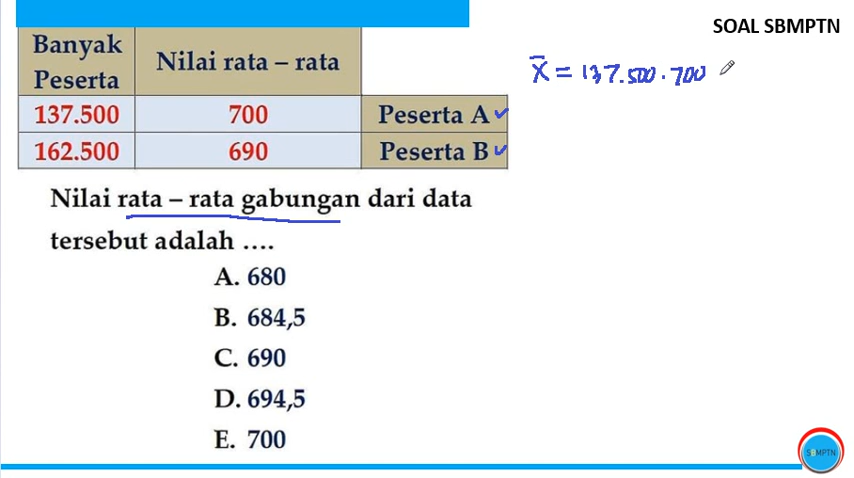 SOAL SBMPTN
Banyak Peserta Nilai rata – rata
137.500 700 Peserta A ✓
162.500 690 Peserta B ✓
x̄ = 137.500 . 700
Nilai rata – rata gabungan dari data
tersebut adalah ....
A. 680
B. 684,5
C. 690
D. 694,5
E. 700
SBMPTN